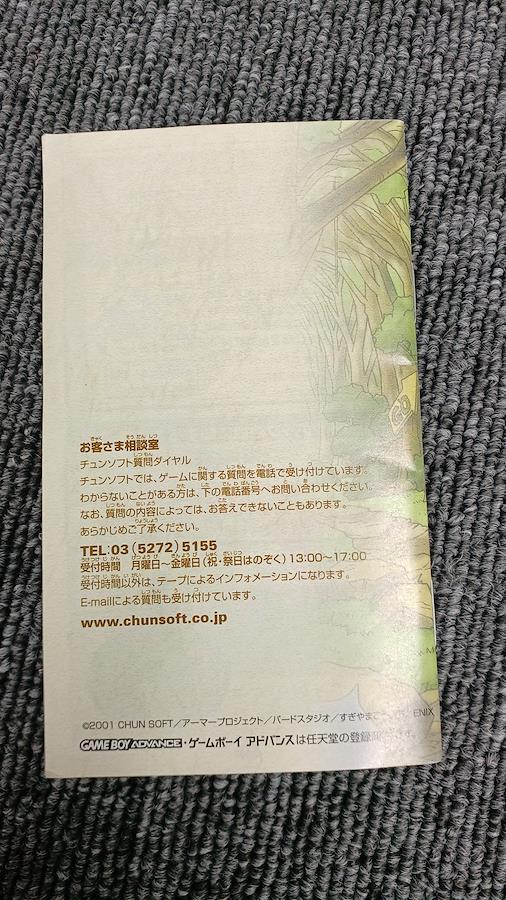 お客さま相談室
チュンソフト質問ダイヤル
チュンソフトでは、ゲームに関する質問を電話で受け付けています。
わからないことがある方は、下の電話番号へお問い合わせください。
なお、質問の内容によっては、お答えできないこともあります。
あらかじめご了承ください。
TEL:03(5272)5155
受付時間 月曜日〜金曜日(祝・祭日はのぞく)13:00〜17:00
受付時間以外は、テープによるインフォメーションになります。
E-mailによる質問も受け付けています。
www.chunsoft.co.jp
©2001 CHUN SOFT/アーマープロジェクト/バードスタジオ/すぎやま ENIX
GAME BOY ADVANCE・ゲームボーイ アドバンスは任天堂の登録商標です。